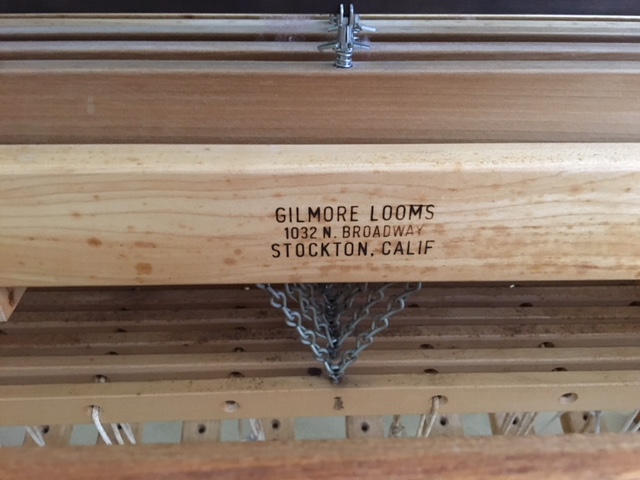 GILMORE LOOMS
1032 N. BROADWAY
STOCKTON, CALIF